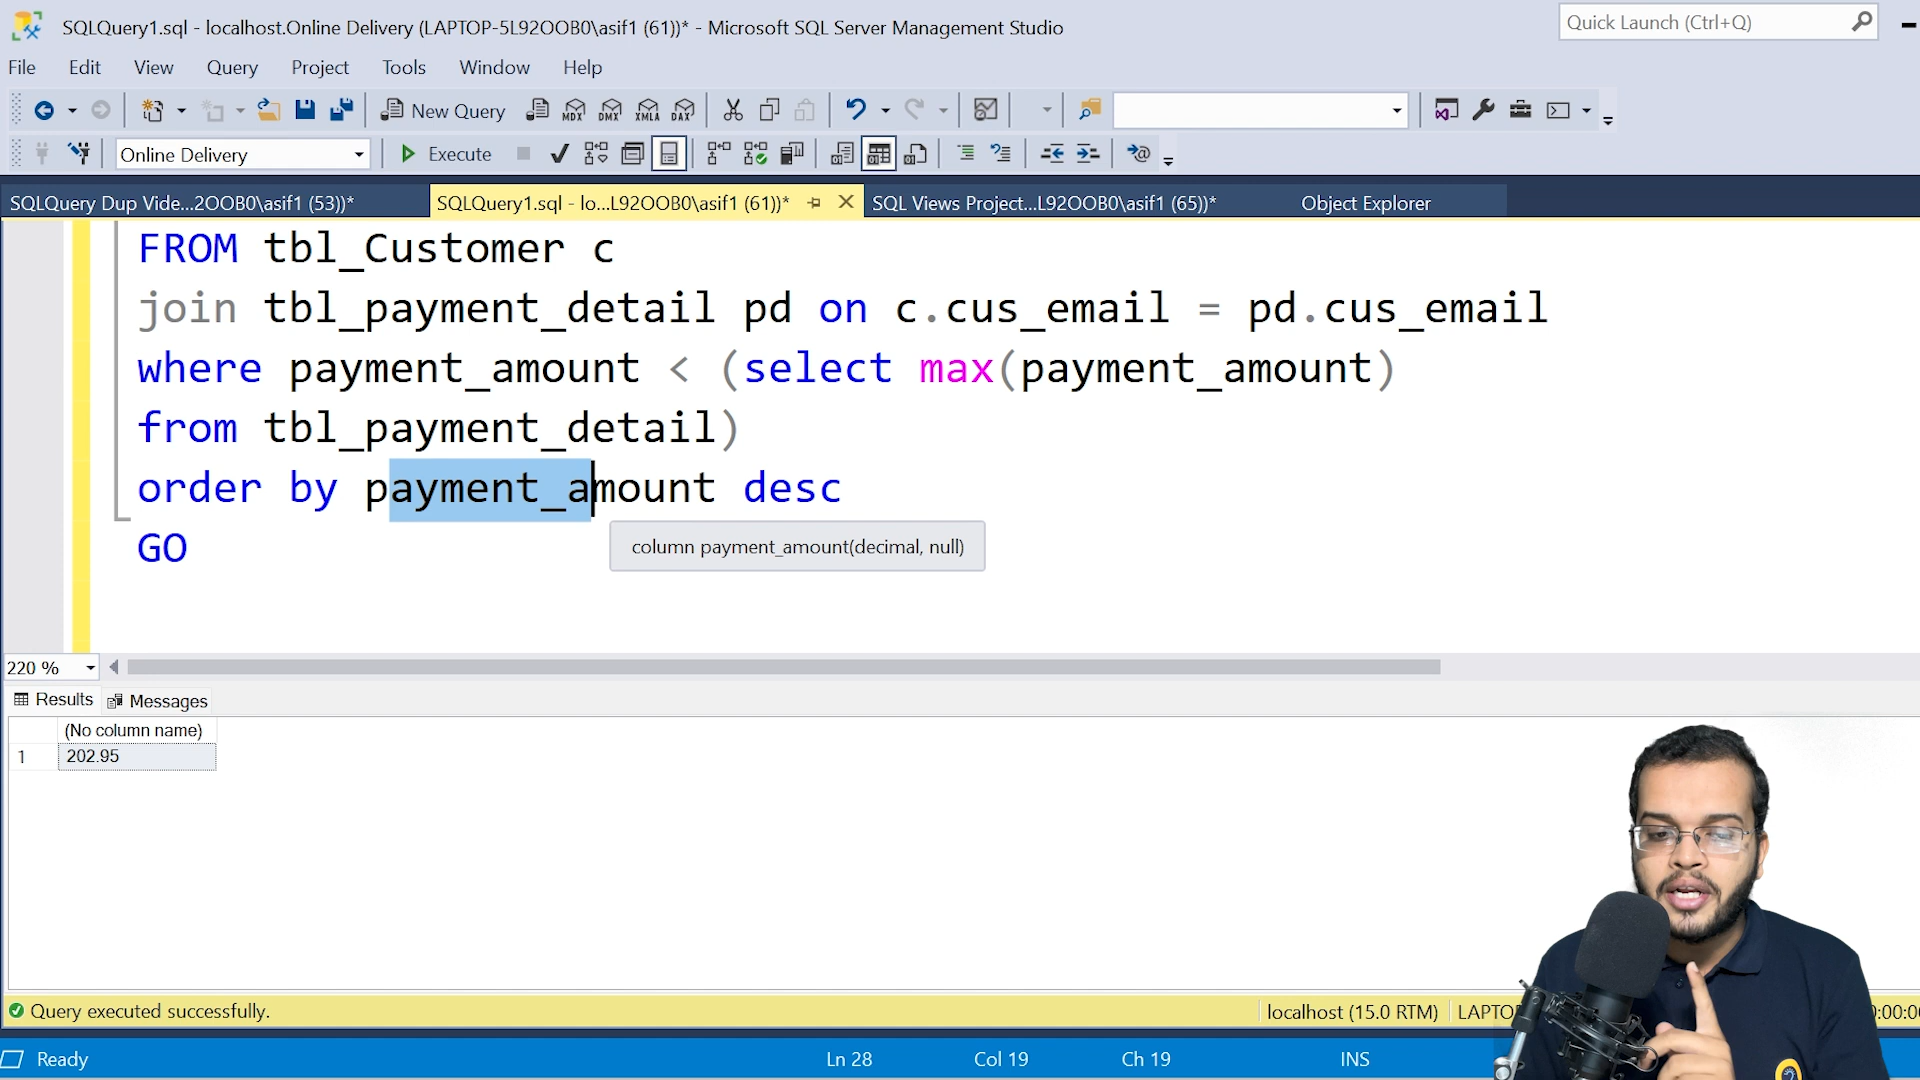 SQLQuery1.sql - localhost.Online Delivery (LAPTOP-5L92OOB0\asif1 (61))* - Microsoft SQL Server Management Studio
Quick Launch (Ctrl+Q)
File Edit View Query Project Tools Window Help
New Query MDX DMX XMLA DAX
Online Delivery Execute
SQLQuery Dup Vide...2OOB0\asif1 (53))* SQLQuery1.sql - lo...L92OOB0\asif1 (61))* SQL Views Project...L92OOB0\asif1 (65))* Object Explorer
FROM tbl_Customer c
join tbl_payment_detail pd on c.cus_email = pd.cus_email
where payment_amount < (select max(payment_amount)
from tbl_payment_detail)
order by payment_amount desc
GO
column payment_amount(decimal, null)
220 %
Results Messages
(No column name)
1 202.95
Query executed successfully. localhost (15.0 RTM)
Ready Ln 28 Col 19 Ch 19 INS